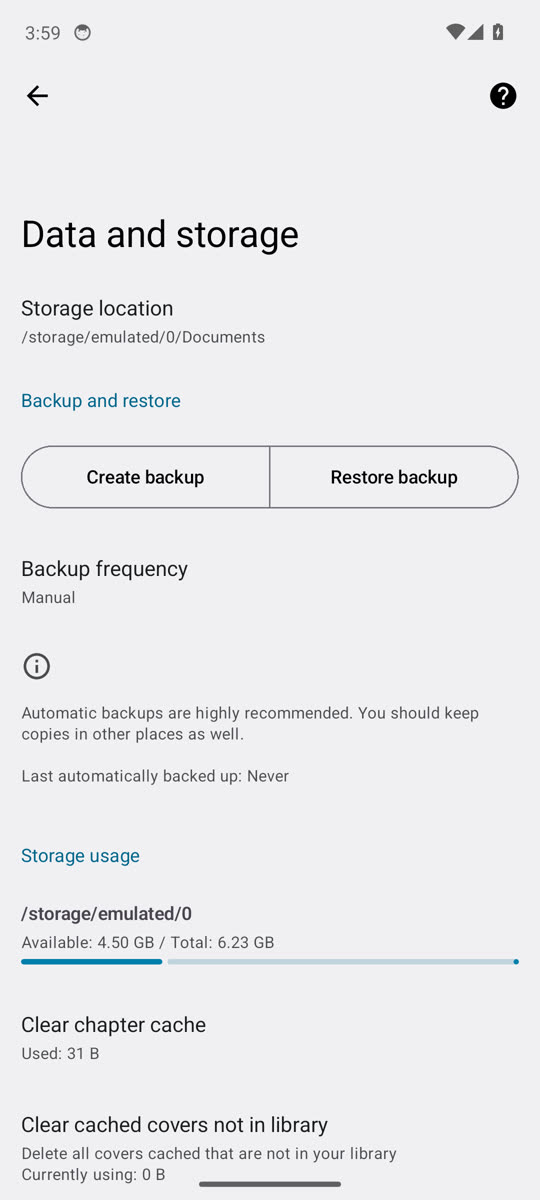 3:59
Data and storage
Storage location
/storage/emulated/0/Documents
Backup and restore
Create backup
Restore backup
Backup frequency
Manual
Automatic backups are highly recommended. You should keep
copies in other places as well.
Last automatically backed up: Never
Storage usage
/storage/emulated/0
Available: 4.50 GB / Total: 6.23 GB
Clear chapter cache
Used: 31 B
Clear cached covers not in library
Delete all covers cached that are not in your library
Currently using: 0 B